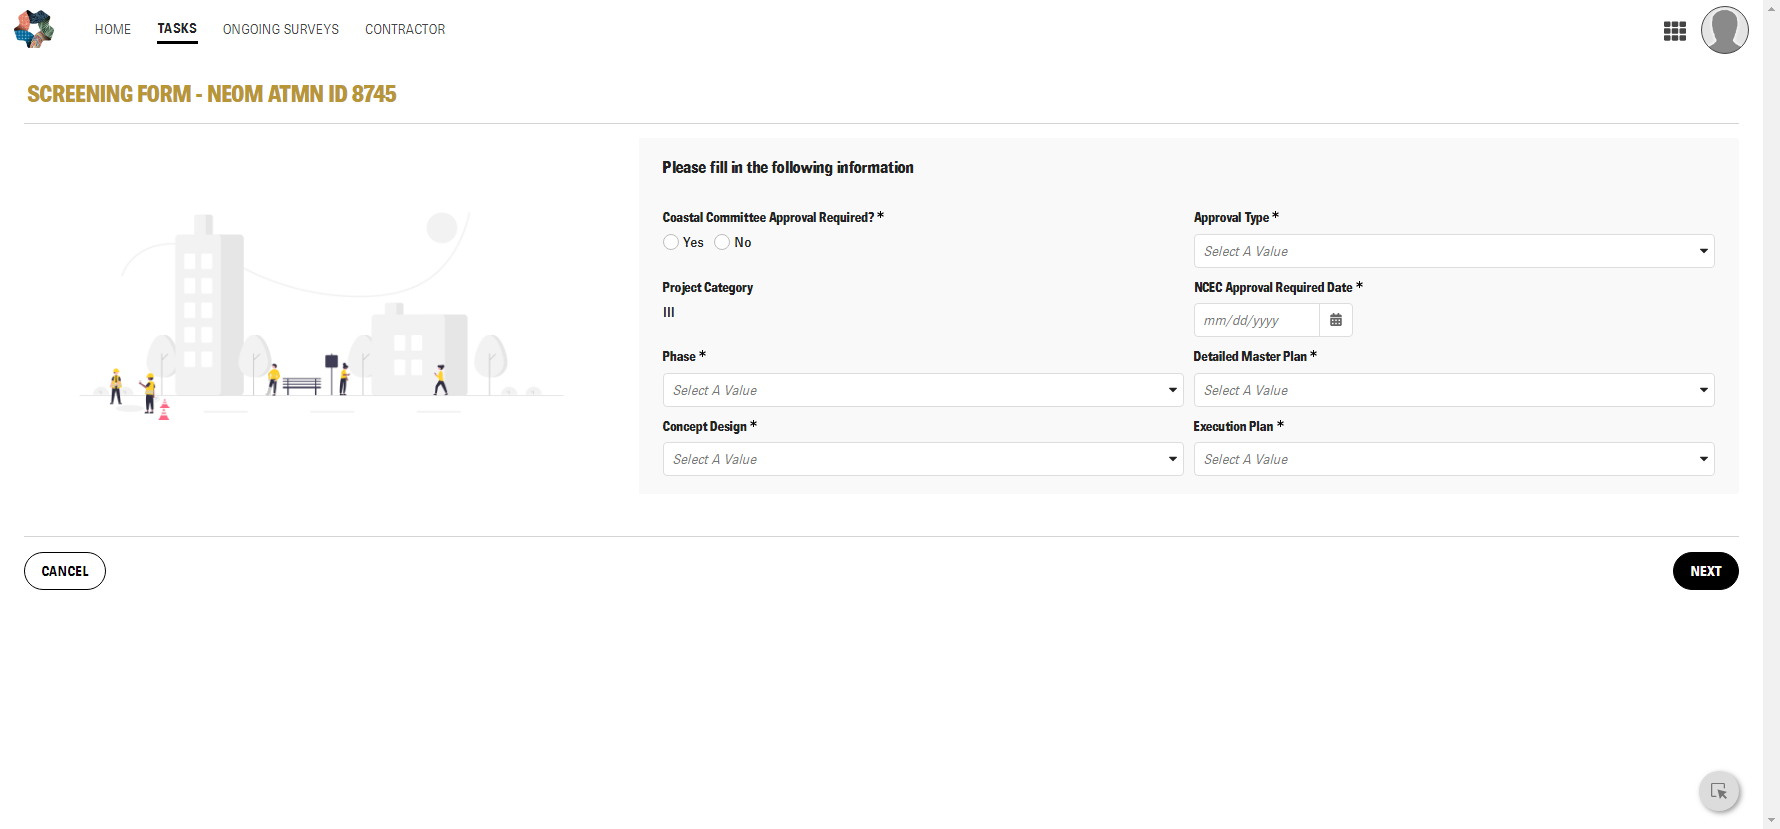 HOME TASKS ONGOING SURVEYS CONTRACTOR
SCREENING FORM - NEOM ATMN ID 8745
Please fill in the following information
Coastal Committee Approval Required? *
Yes No
Approval Type *
Select A Value
Project Category
III
NCEC Approval Required Date *
mm/dd/yyyy
Phase *
Select A Value
Detailed Master Plan *
Select A Value
Concept Design *
Select A Value
Execution Plan *
Select A Value
CANCEL
NEXT